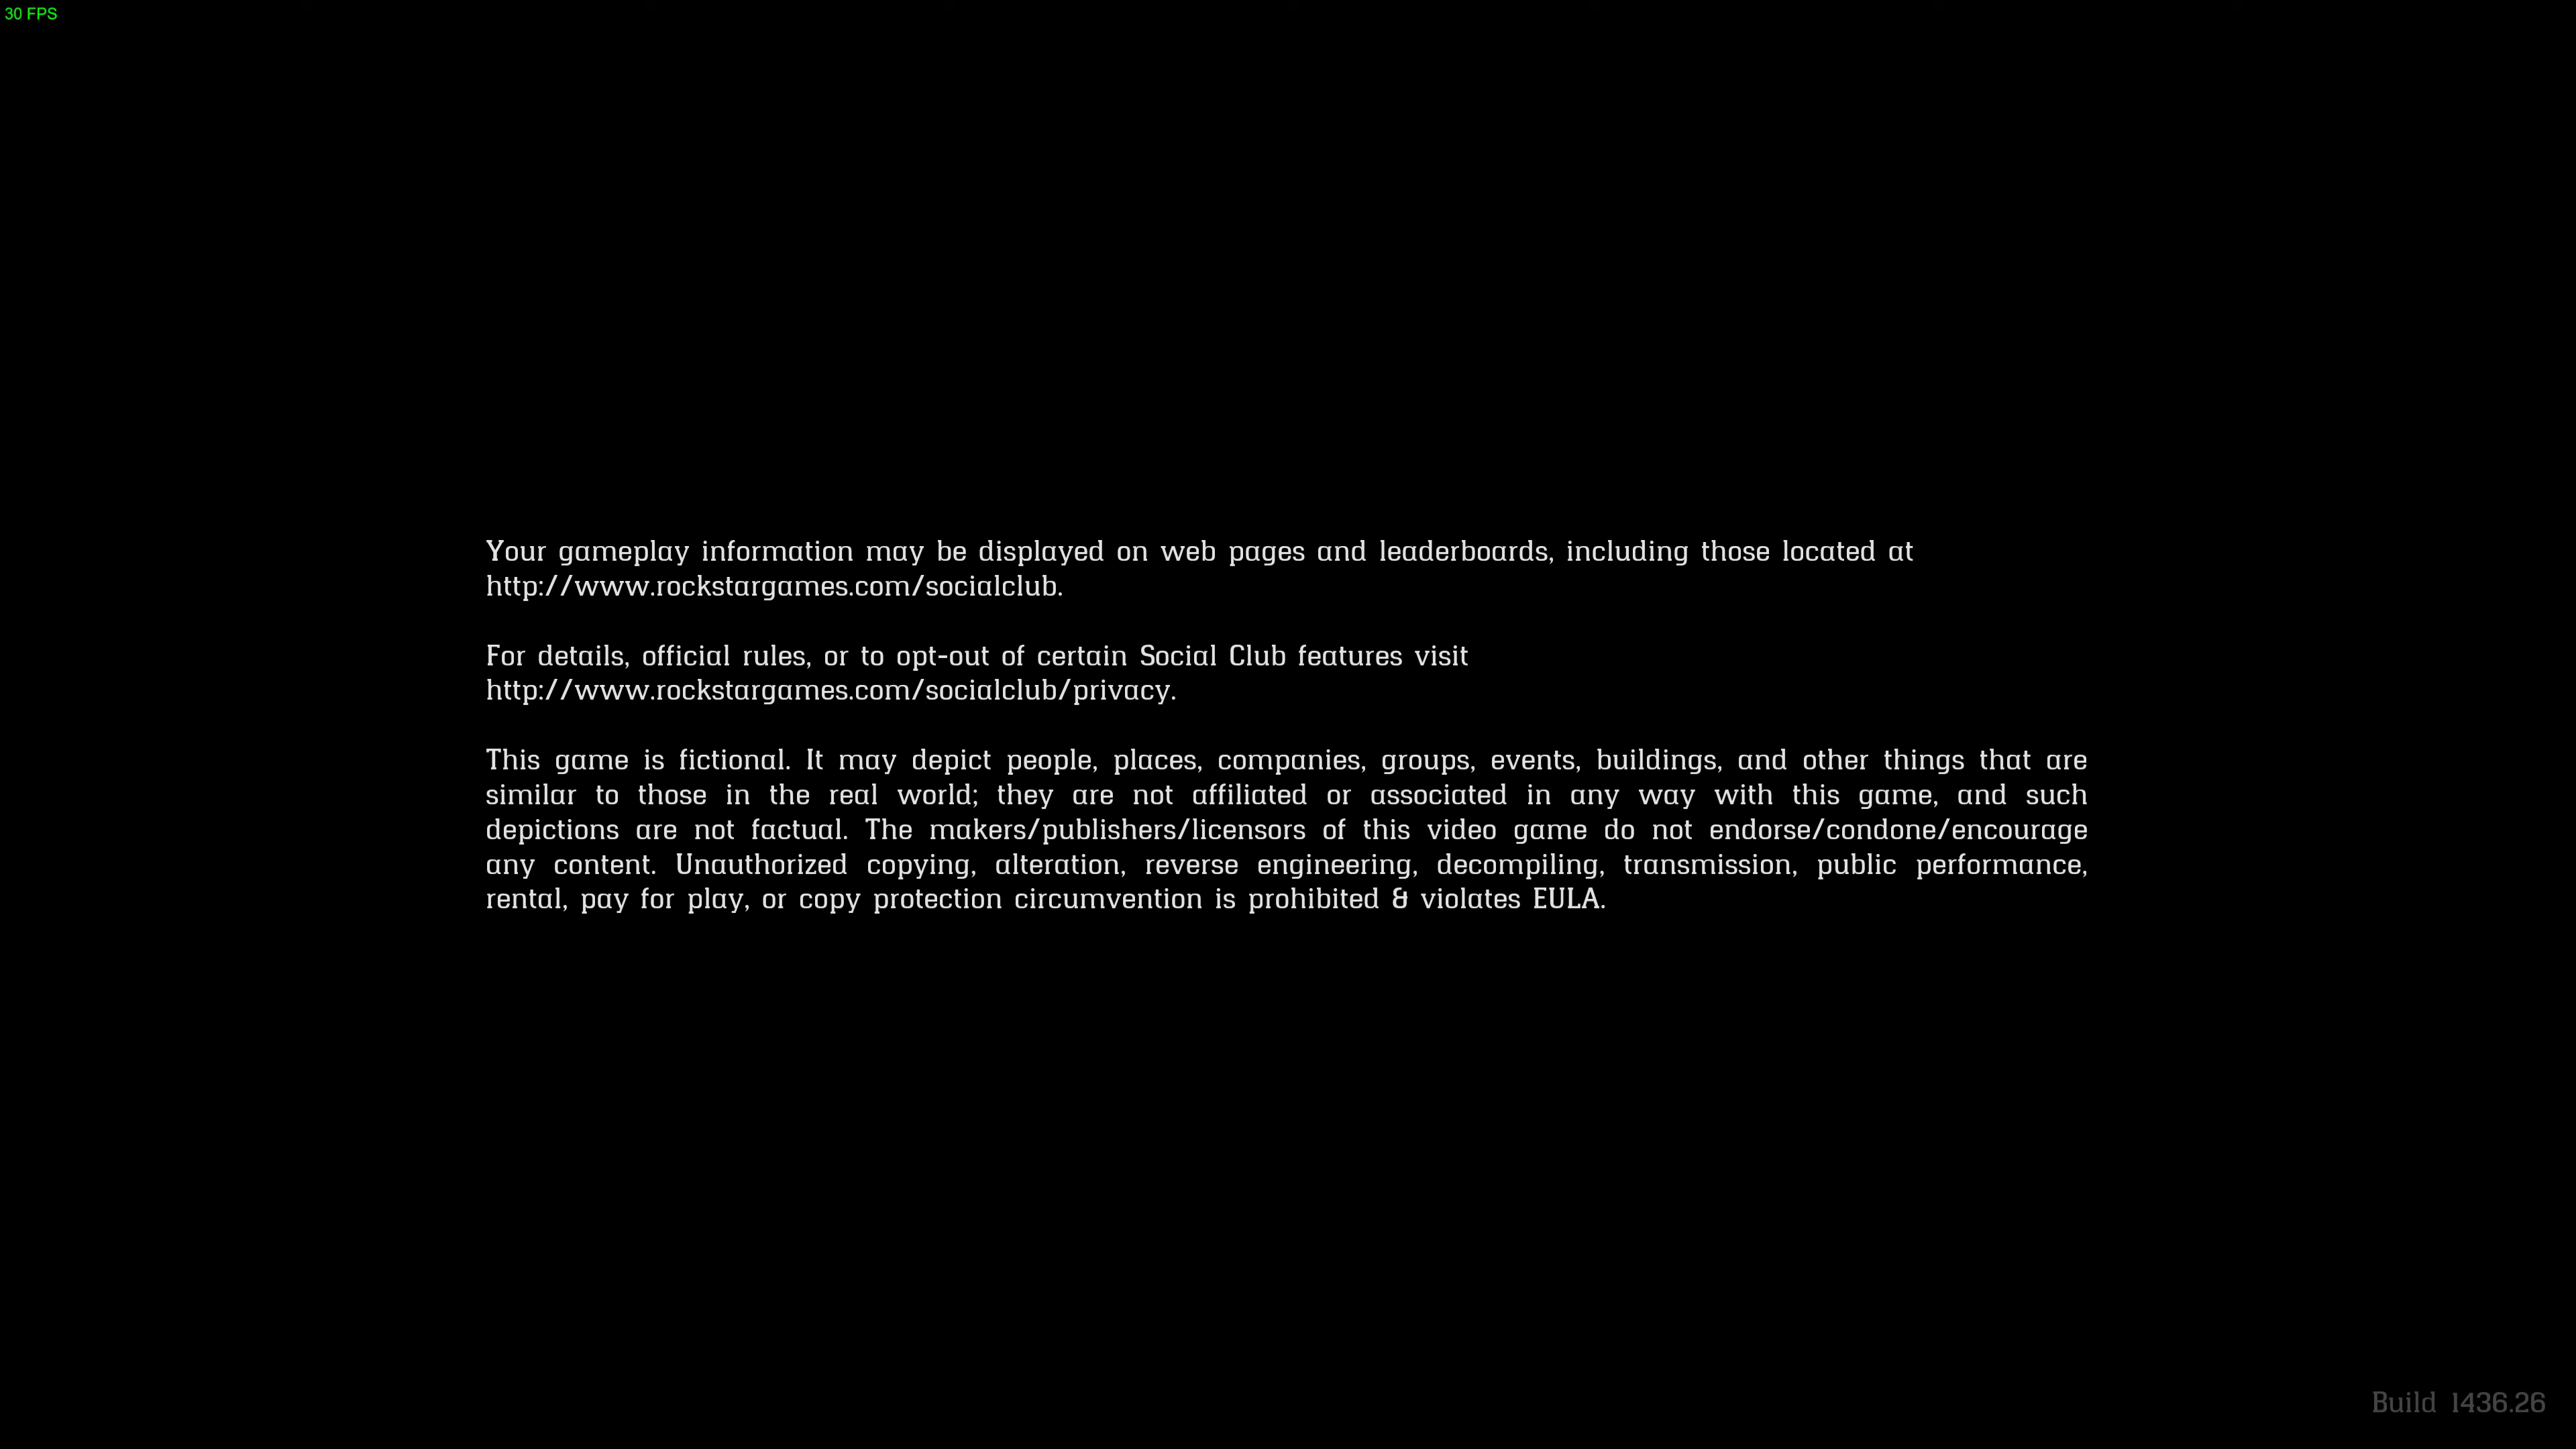 30 FPS
Your gameplay information may be displayed on web pages and leaderboards, including those located at
http://www.rockstargames.com/socialclub.
For details, official rules, or to opt-out of certain Social Club features visit
http://www.rockstargames.com/socialclub/privacy.
This game is fictional. It may depict people, places, companies, groups, events, buildings, and other things that are
similar to those in the real world; they are not affiliated or associated in any way with this game, and such
depictions are not factual. The makers/publishers/licensors of this video game do not endorse/condone/encourage
any content. Unauthorized copying, alteration, reverse engineering, decompiling, transmission, public performance,
rental, pay for play, or copy protection circumvention is prohibited & violates EULA.
Build 1436.26